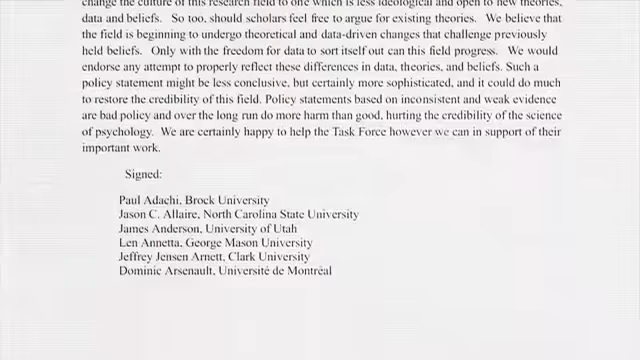 change the culture of this research field to one which is less ideological and open to new theories,
data and beliefs. So too, should scholars feel free to argue for existing theories. We believe that
the field is beginning to undergo theoretical and data-driven changes that challenge previously
held beliefs. Only with the freedom for data to sort itself out can this field progress. We would
endorse any attempt to properly reflect these differences in data, theories, and beliefs. Such a
policy statement might be less conclusive, but certainly more sophisticated, and it could do much
to restore the credibility of this field. Policy statements based on inconsistent and weak evidence
are bad policy and over the long run do more harm than good, hurting the credibility of the science
of psychology. We are certainly happy to help the Task Force however we can in support of their
important work.
Signed:
Paul Adachi, Brock University
Jason C. Allaire, North Carolina State University
James Anderson, University of Utah
Len Annetta, George Mason University
Jeffrey Jensen Arnett, Clark University
Dominic Arsenault, Université de Montréal